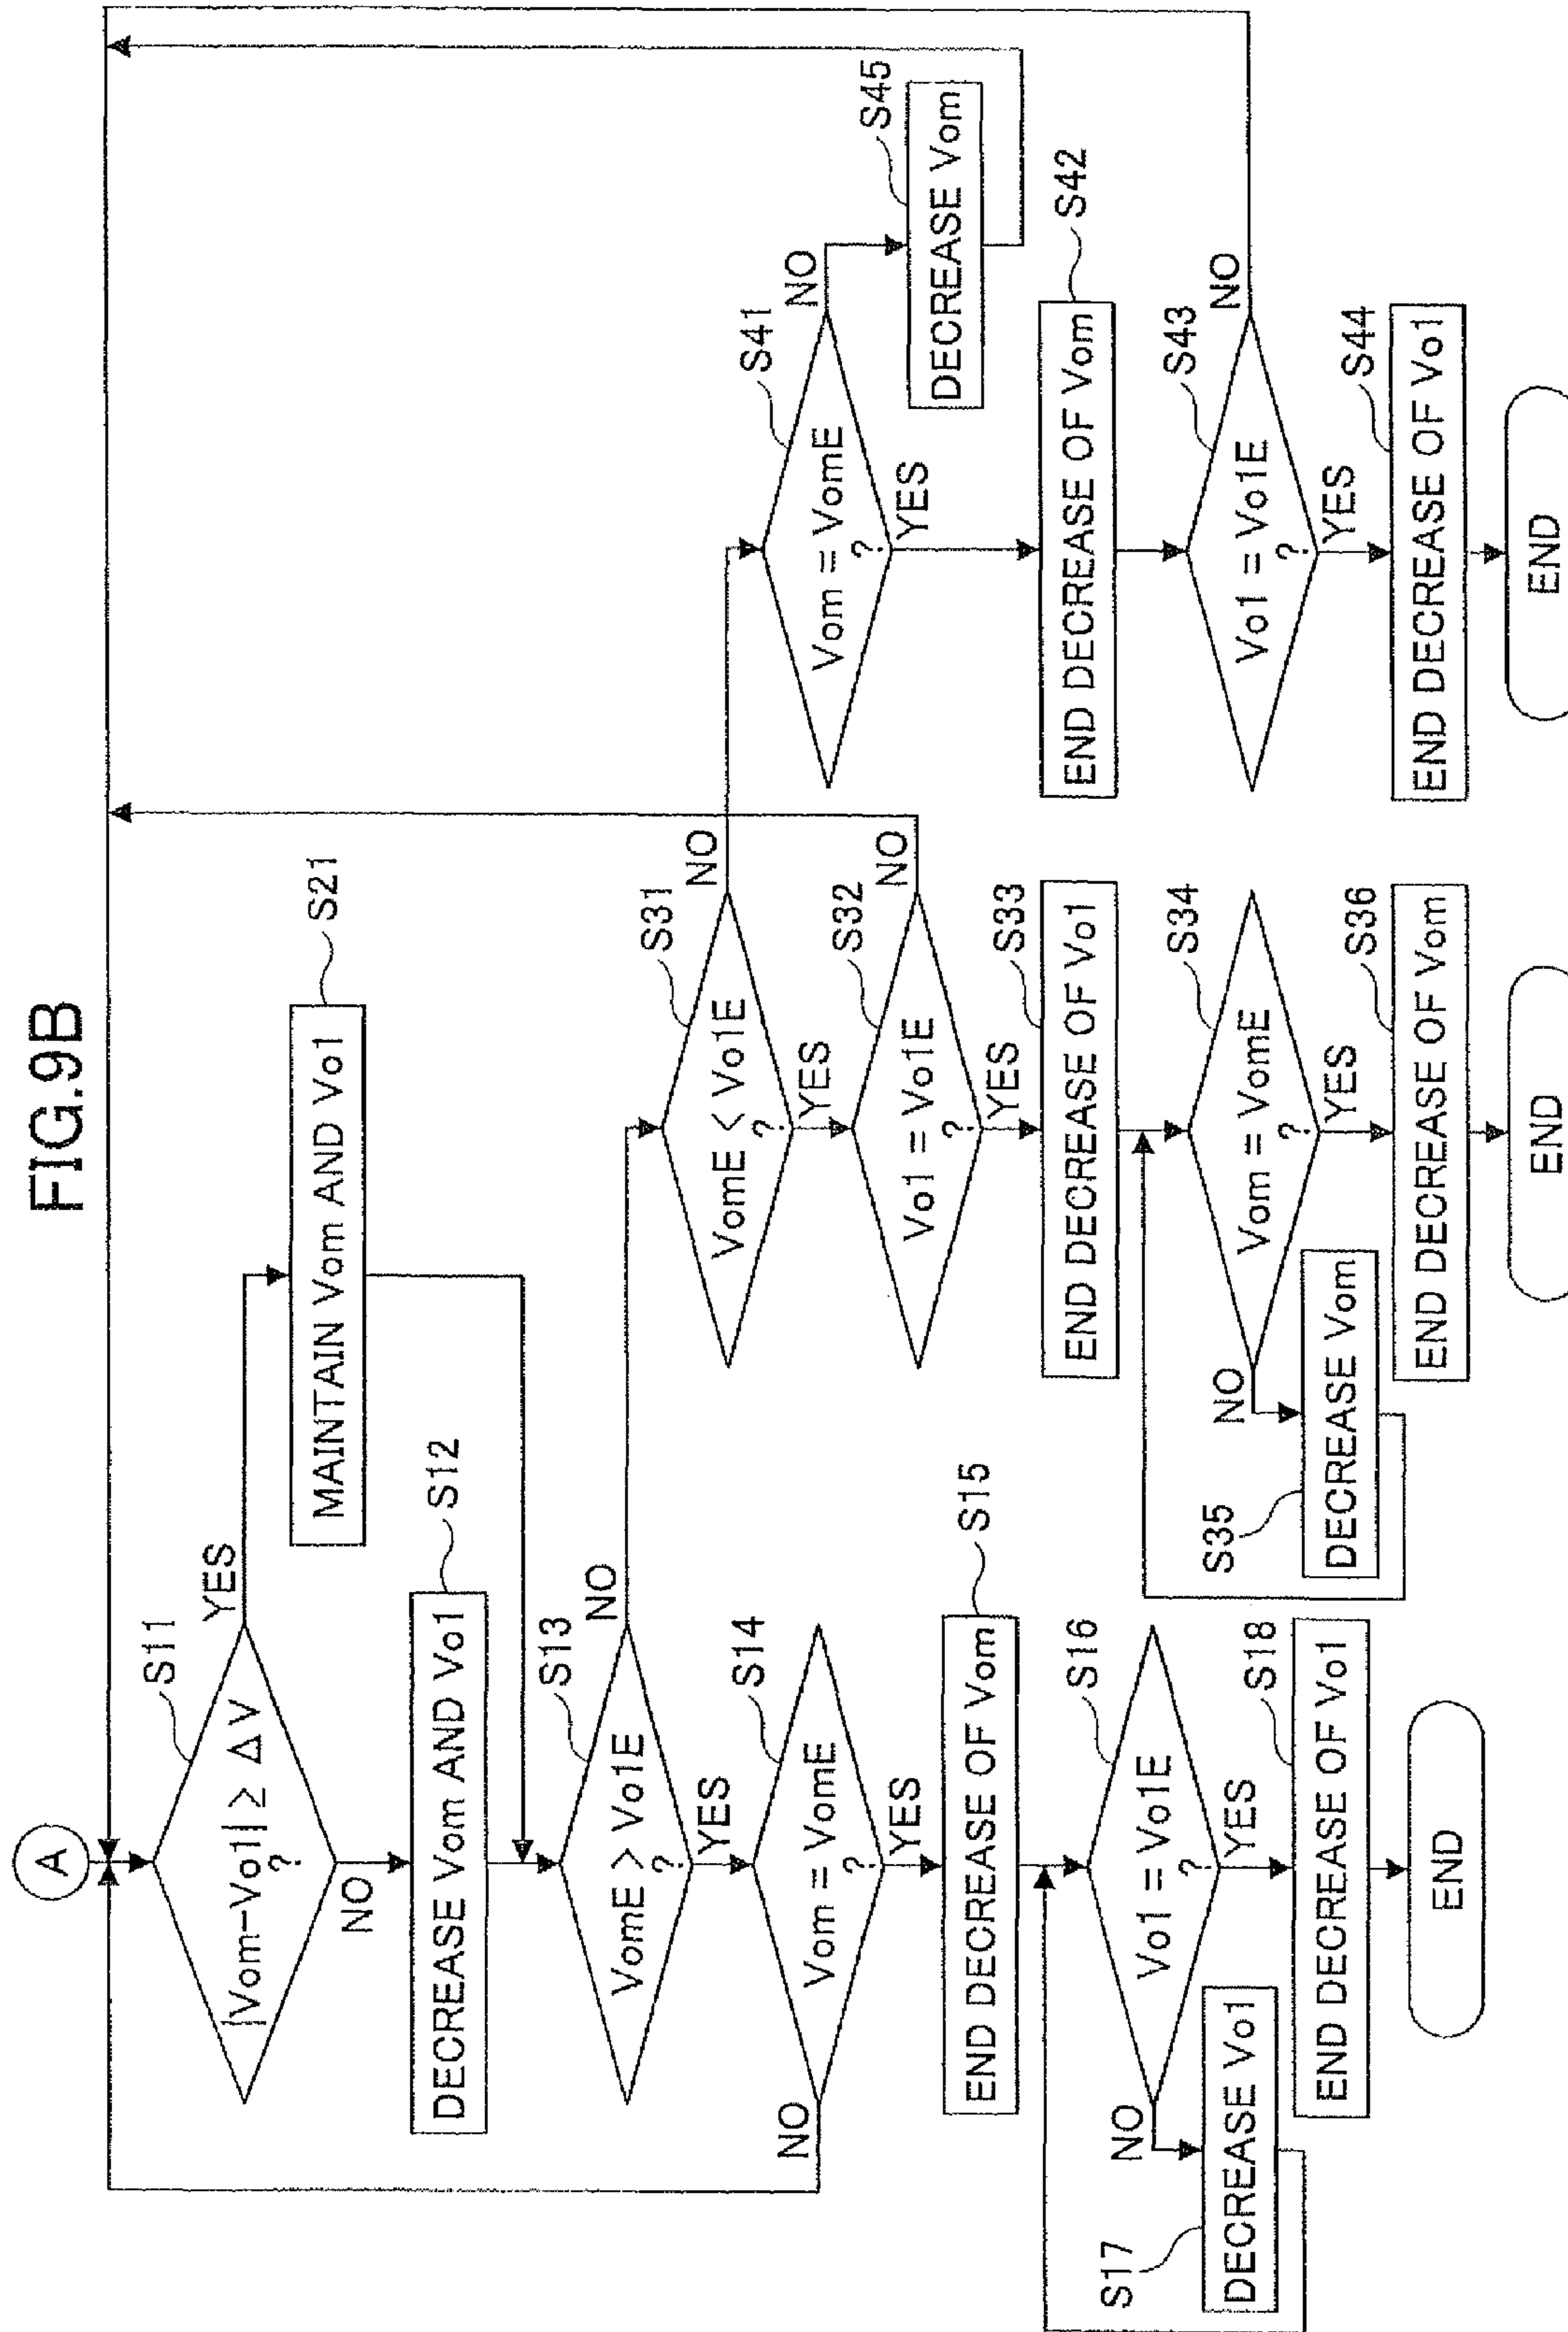 FIG.9B
A
S11
|Vom-Vo1| ≥ ΔV
?
YES
NO
S21
MAINTAIN Vom AND Vo1
S12
DECREASE Vom AND Vo1
S13
VomE > Vo1E
?
NO
YES
S14
Vom = VomE
?
NO
YES
S15
END DECREASE OF Vom
S16
Vo1 = Vo1E
?
NO
YES
S17
DECREASE Vo1
S18
END DECREASE OF Vo1
END
S31
VomE < Vo1E
?
NO
YES
S32
Vo1 = Vo1E
?
NO
YES
S33
END DECREASE OF Vo1
S34
Vom = VomE
?
NO
YES
S35
DECREASE Vom
S36
END DECREASE OF Vom
END
S41
Vom = VomE
?
NO
YES
S45
DECREASE Vom
S42
END DECREASE OF Vom
S43
Vo1 = Vo1E
?
NO
YES
S44
END DECREASE OF Vo1
END